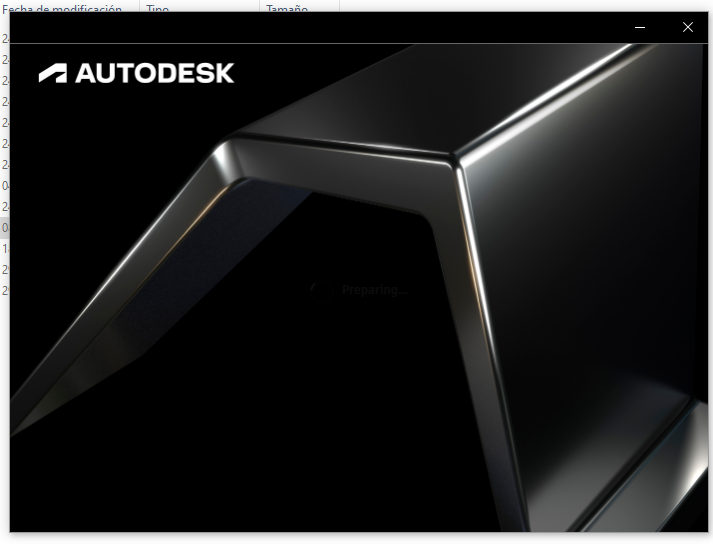 Fecha de modificación Tipo Tamaño
AUTODESK
Preparing...